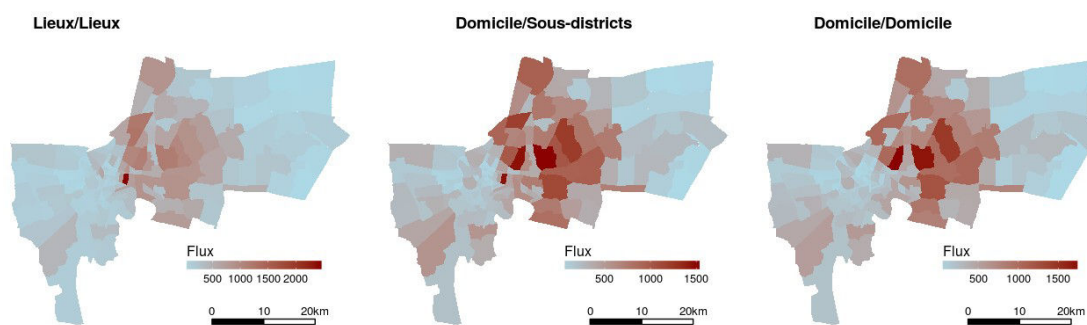 Lieux/Lieux
Domicile/Sous-districts
Domicile/Domicile
Flux
500 1000 1500 2000
0 10 20km
Flux
500 1000 1500
0 10 20km
Flux
500 1000 1500
0 10 20km